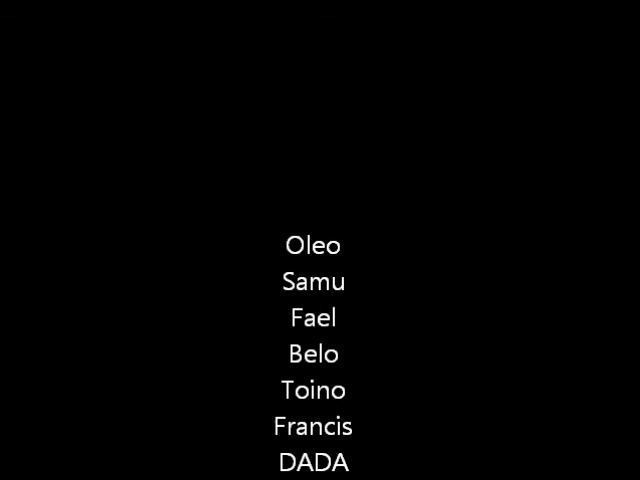 Oleo
Samu
Fael
Belo
Toino
Francis
DADA